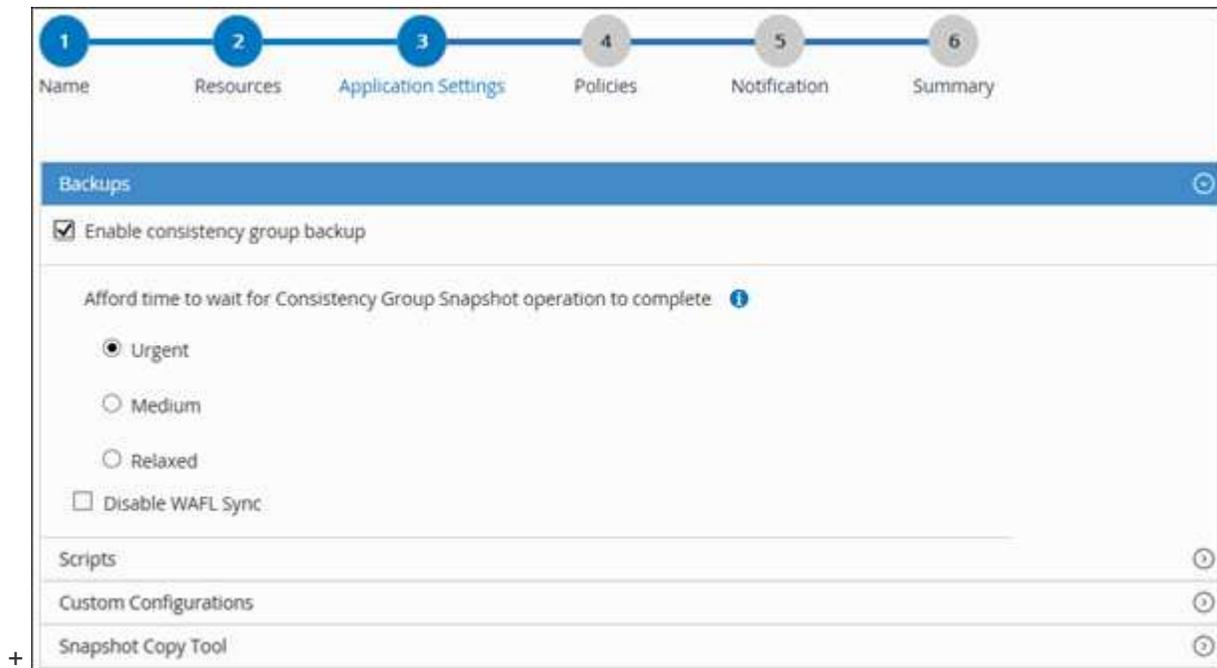 1 2 3 4 5 6
Name Resources Application Settings Policies Notification Summary
Backups
Enable consistency group backup
Afford time to wait for Consistency Group Snapshot operation to complete i
Urgent
Medium
Relaxed
Disable WAFL Sync
Scripts
Custom Configurations
Snapshot Copy Tool
+